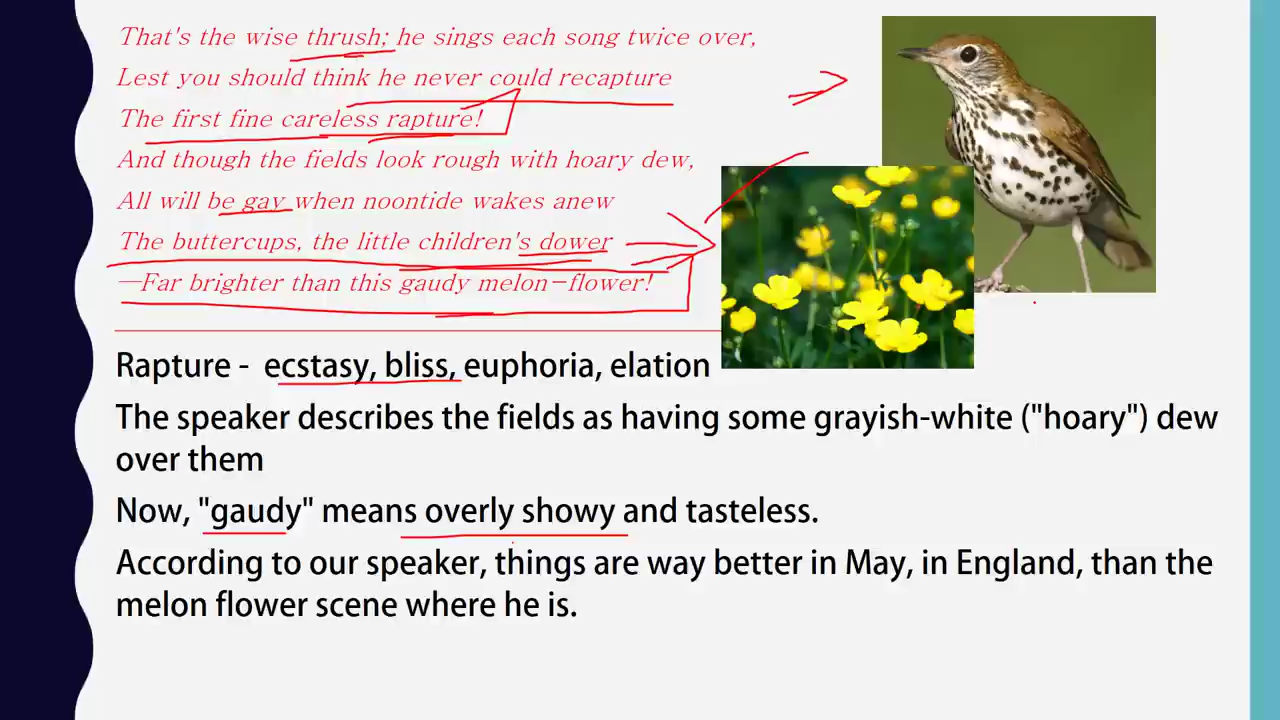 That's the wise thrush; he sings each song twice over,
Lest you should think he never could recapture
The first fine careless rapture!
And though the fields look rough with hoary dew,
All will be gay when noontide wakes anew
The buttercups, the little children's dower
—Far brighter than this gaudy melon-flower!
Rapture - ecstasy, bliss, euphoria, elation
The speaker describes the fields as having some grayish-white ("hoary") dew
over them
Now, "gaudy" means overly showy and tasteless.
According to our speaker, things are way better in May, in England, than the
melon flower scene where he is.